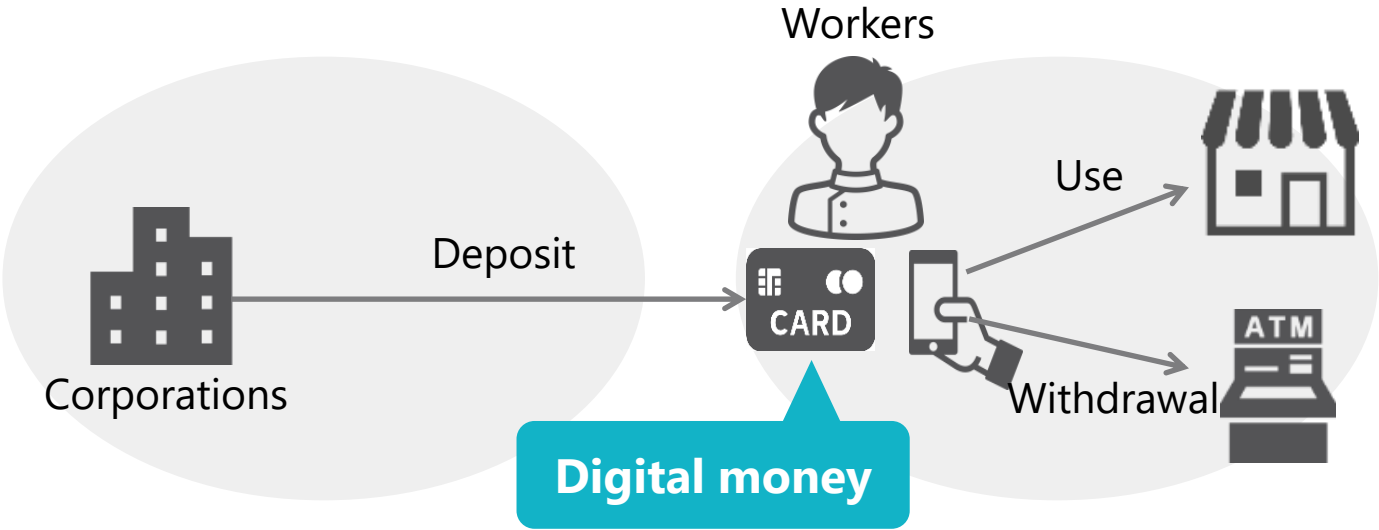 Workers
Use
Deposit
CARD
ATM
Corporations
Withdrawal
Digital money